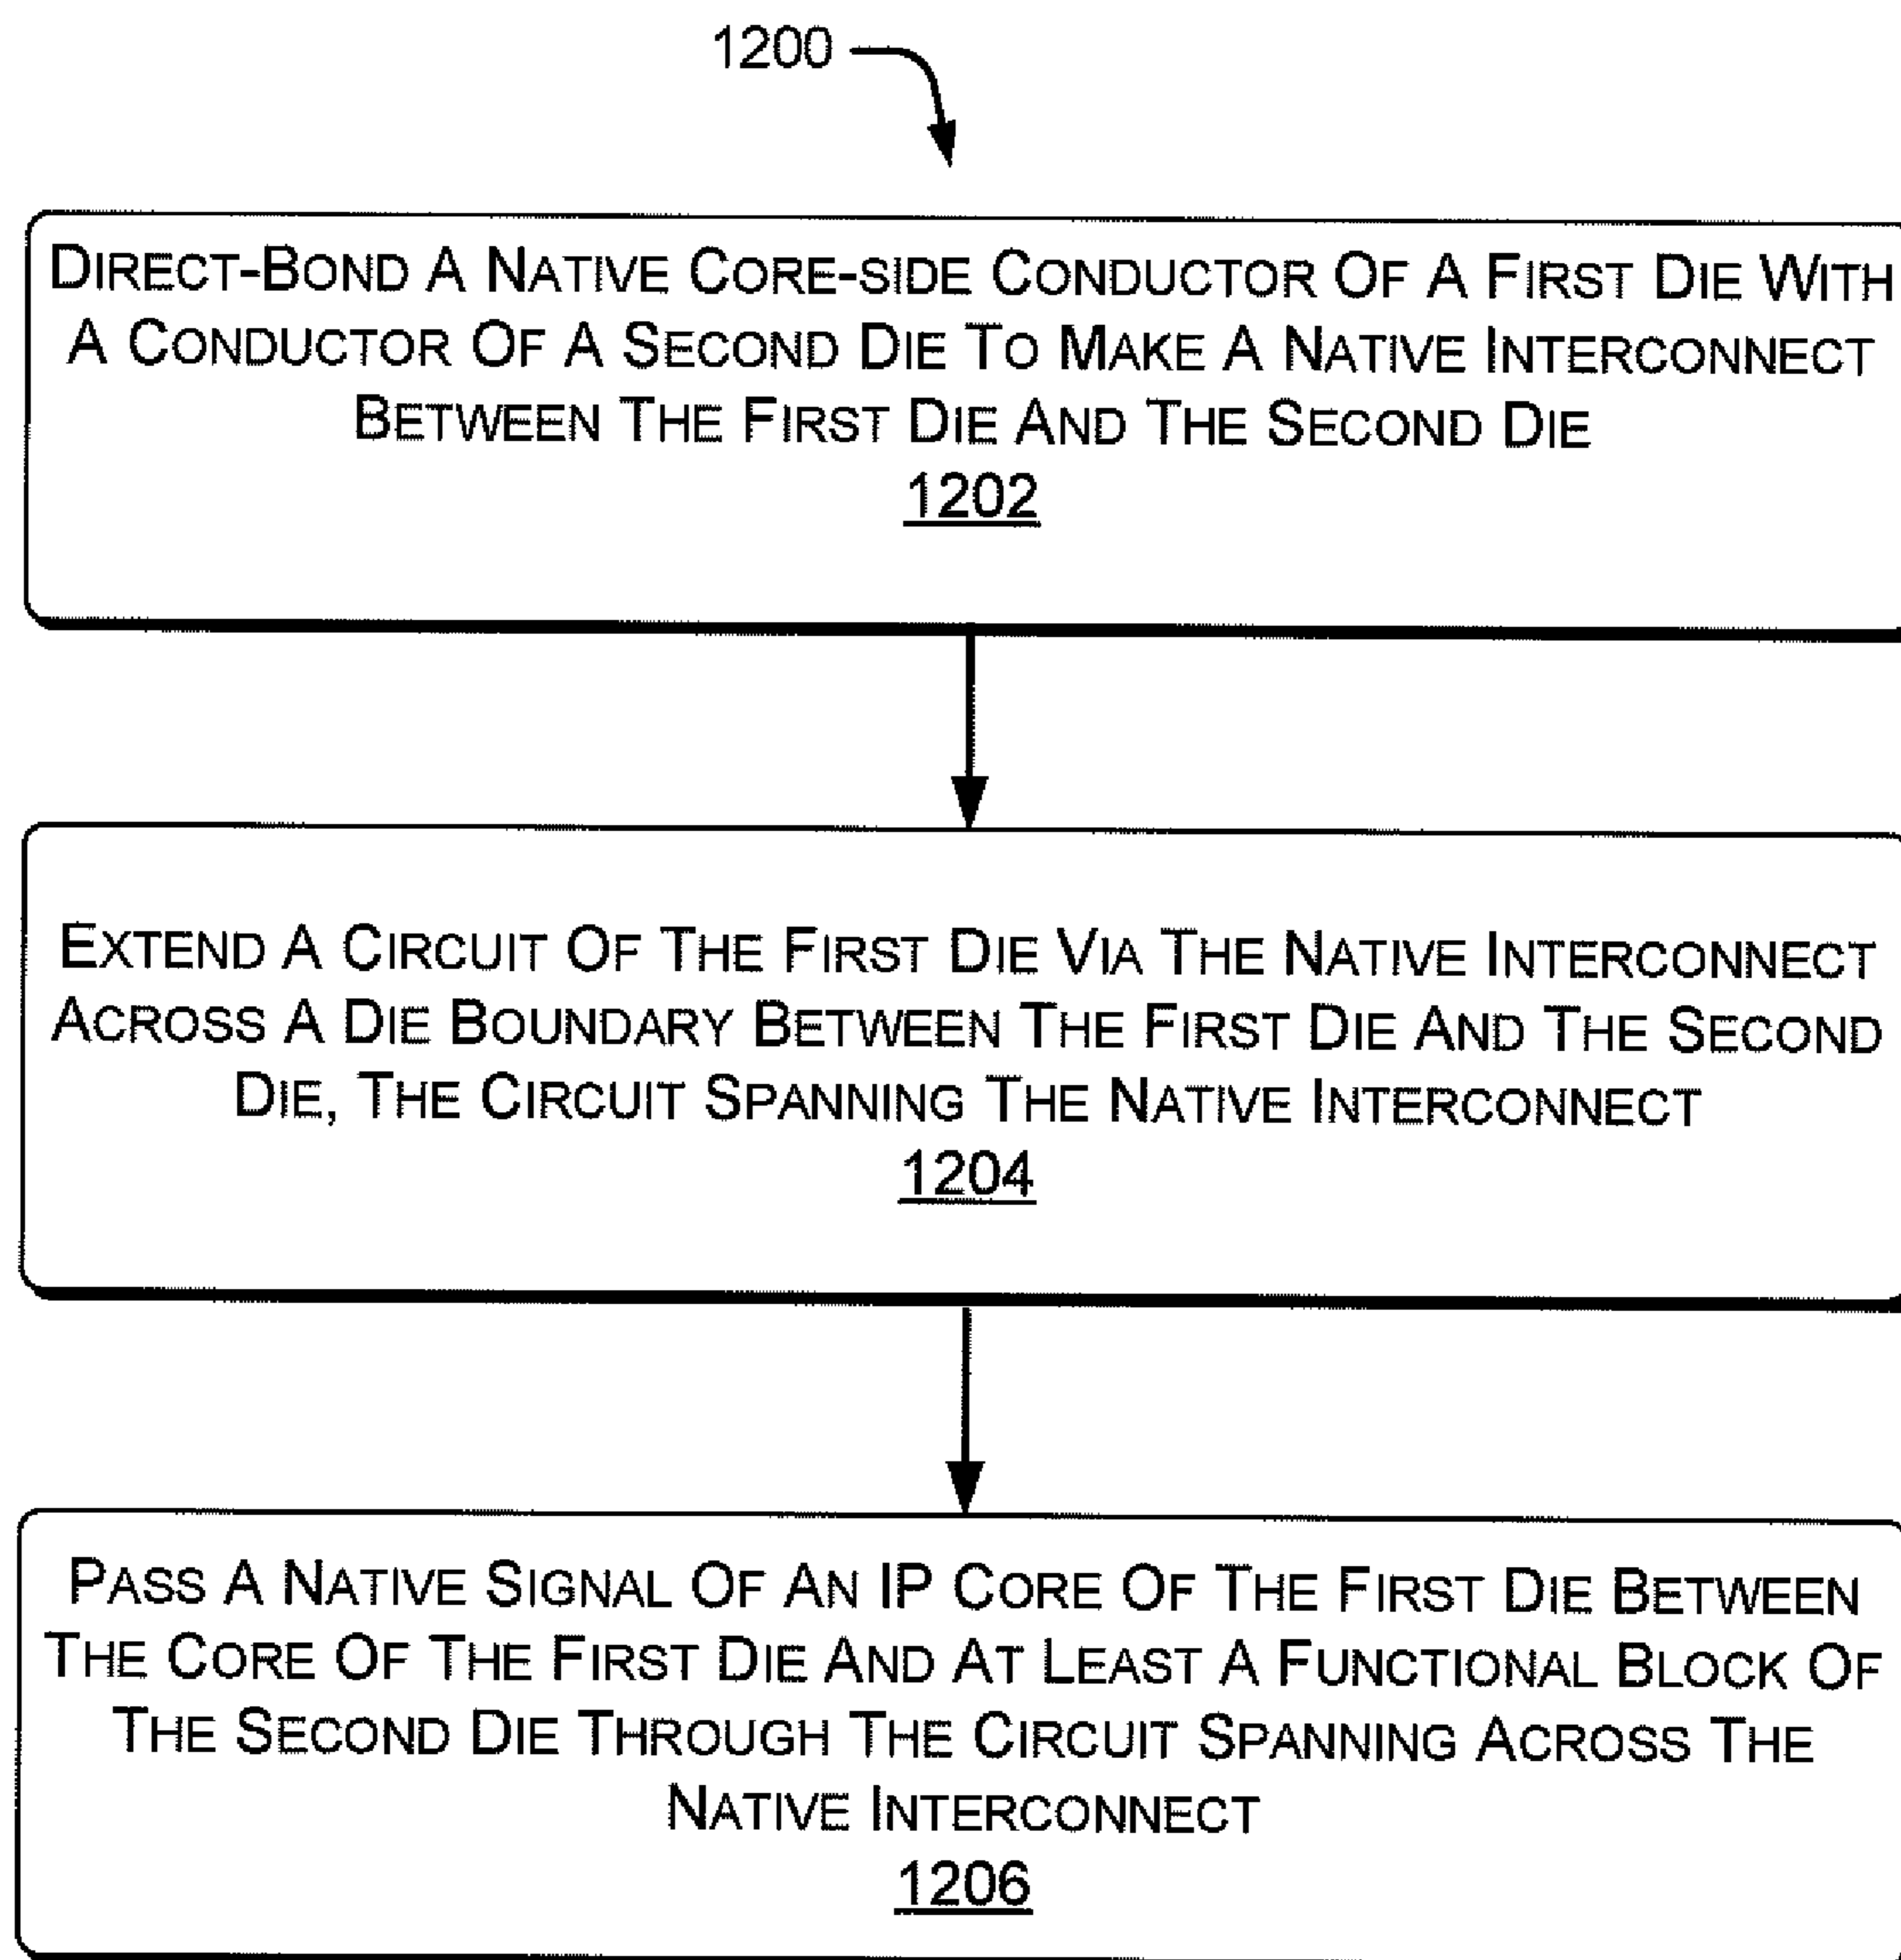 1200
DIRECT-BOND A NATIVE CORE-SIDE CONDUCTOR OF A FIRST DIE WITH
A CONDUCTOR OF A SECOND DIE TO MAKE A NATIVE INTERCONNECT
BETWEEN THE FIRST DIE AND THE SECOND DIE
1202
EXTEND A CIRCUIT OF THE FIRST DIE VIA THE NATIVE INTERCONNECT
ACROSS A DIE BOUNDARY BETWEEN THE FIRST DIE AND THE SECOND
DIE, THE CIRCUIT SPANNING THE NATIVE INTERCONNECT
1204
PASS A NATIVE SIGNAL OF AN IP CORE OF THE FIRST DIE BETWEEN
THE CORE OF THE FIRST DIE AND AT LEAST A FUNCTIONAL BLOCK OF
THE SECOND DIE THROUGH THE CIRCUIT SPANNING ACROSS THE
NATIVE INTERCONNECT
1206